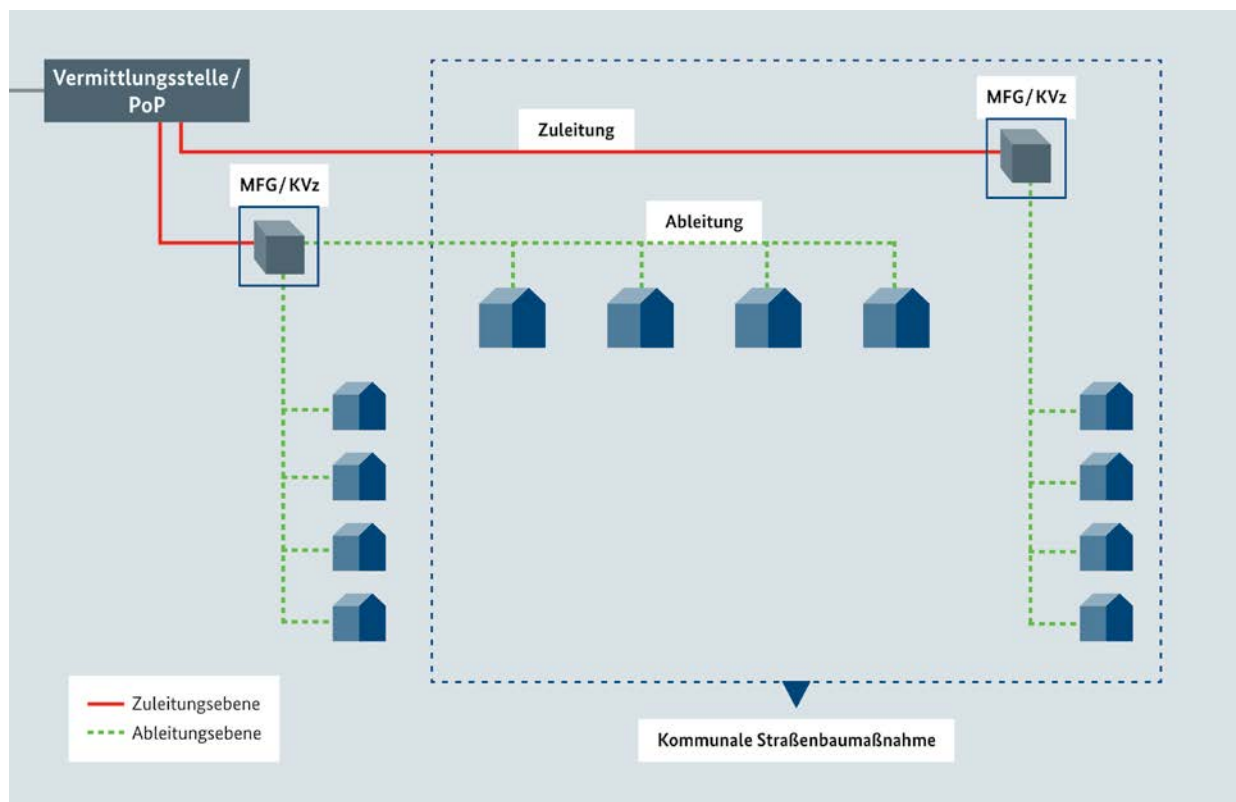 Vermittlungsstelle/
PoP
MFG/KVz
Zuleitung
MFG/KVz
Ableitung
Zuleitungsebene
Ableitungsebene
Kommunale Straßenbaumaßnahme